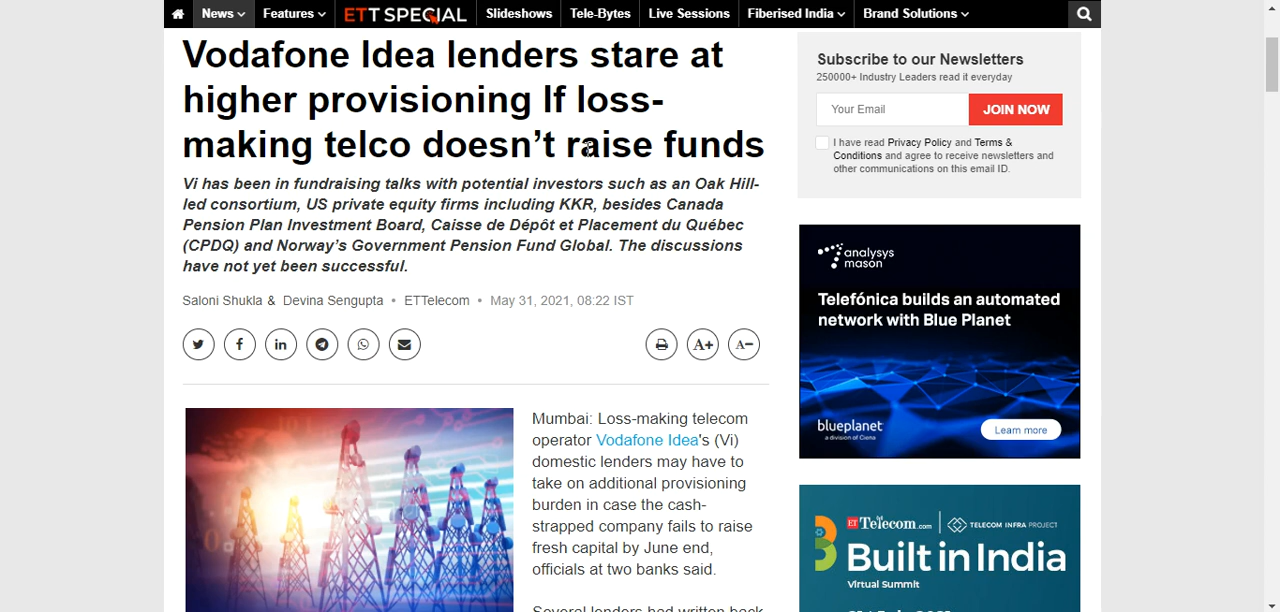 News Features ETT SPECIAL Slideshows Tele-Bytes Live Sessions Fiberised India Brand Solutions
Vodafone Idea lenders stare at
higher provisioning If loss-
making telco doesn’t raise funds
Vi has been in fundraising talks with potential investors such as an Oak Hill-
led consortium, US private equity firms including KKR, besides Canada
Pension Plan Investment Board, Caisse de Dépôt et Placement du Québec
(CPDQ) and Norway’s Government Pension Fund Global. The discussions
have not yet been successful.
Saloni Shukla & Devina Sengupta • ETTelecom • May 31, 2021, 08:22 IST
A+ A−
Mumbai: Loss-making telecom
operator Vodafone Idea's (Vi)
domestic lenders may have to
take on additional provisioning
burden in case the cash-
strapped company fails to raise
fresh capital by June end,
officials at two banks said.
Several lenders had written back
Subscribe to our Newsletters
250000+ Industry Leaders read it everyday
Your Email JOIN NOW
I have read Privacy Policy and Terms &
Conditions and agree to receive newsletters and
other communications on this email ID.
analysys
mason
Telefónica builds an automated
network with Blue Planet
blueplanet
a division of Ciena
Learn more
ET Telecom.com TELECOM INFRA PROJECT
Built in India
Virtual Summit